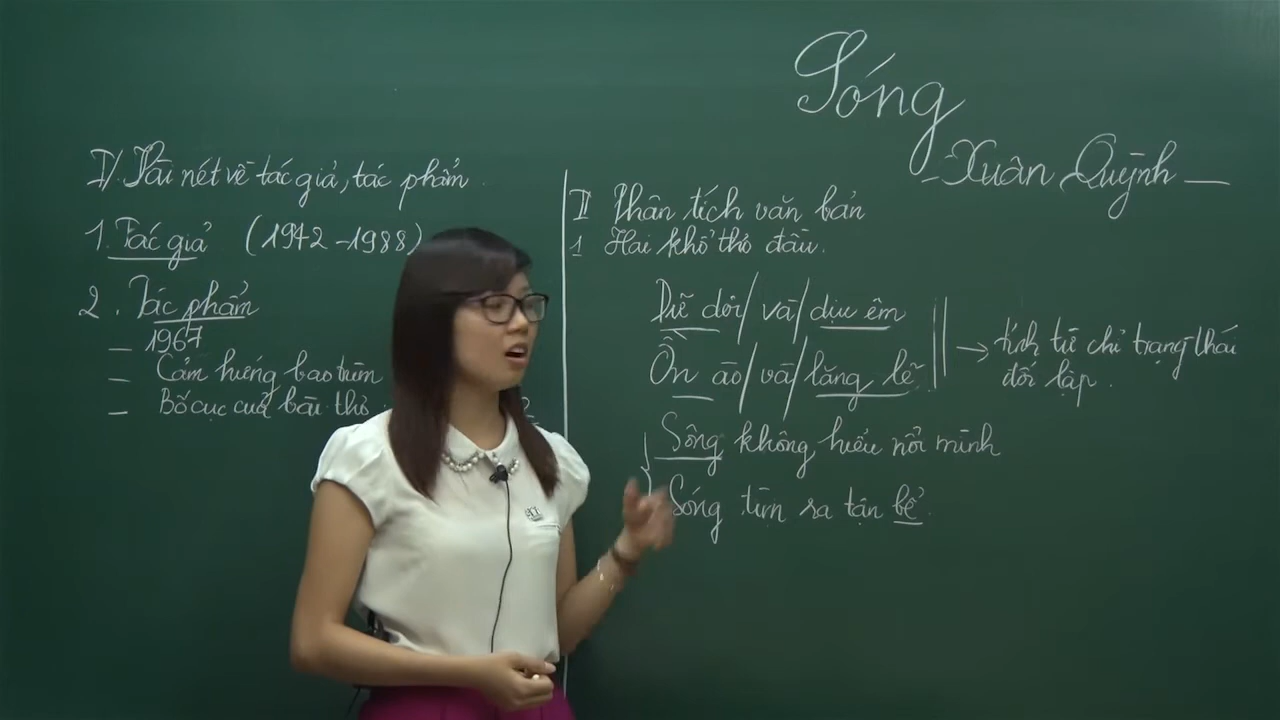 Sóng
- Xuân Quỳnh -
I/ Vài nét về tác giả, tác phẩm.
1. Tác giả (1942 - 1988)
2. Tác phẩm
- 1967
- Cảm hứng bao trùm
- Bố cục của bài thơ
II Phân tích văn bản
1 Hai khổ thơ đầu.
Dữ dội / và / dịu êm
Ồn ào / và / lặng lẽ
→ tính từ chỉ trạng thái
đối lập.
Sông không hiểu nổi mình
Sóng tìm ra tận bể.